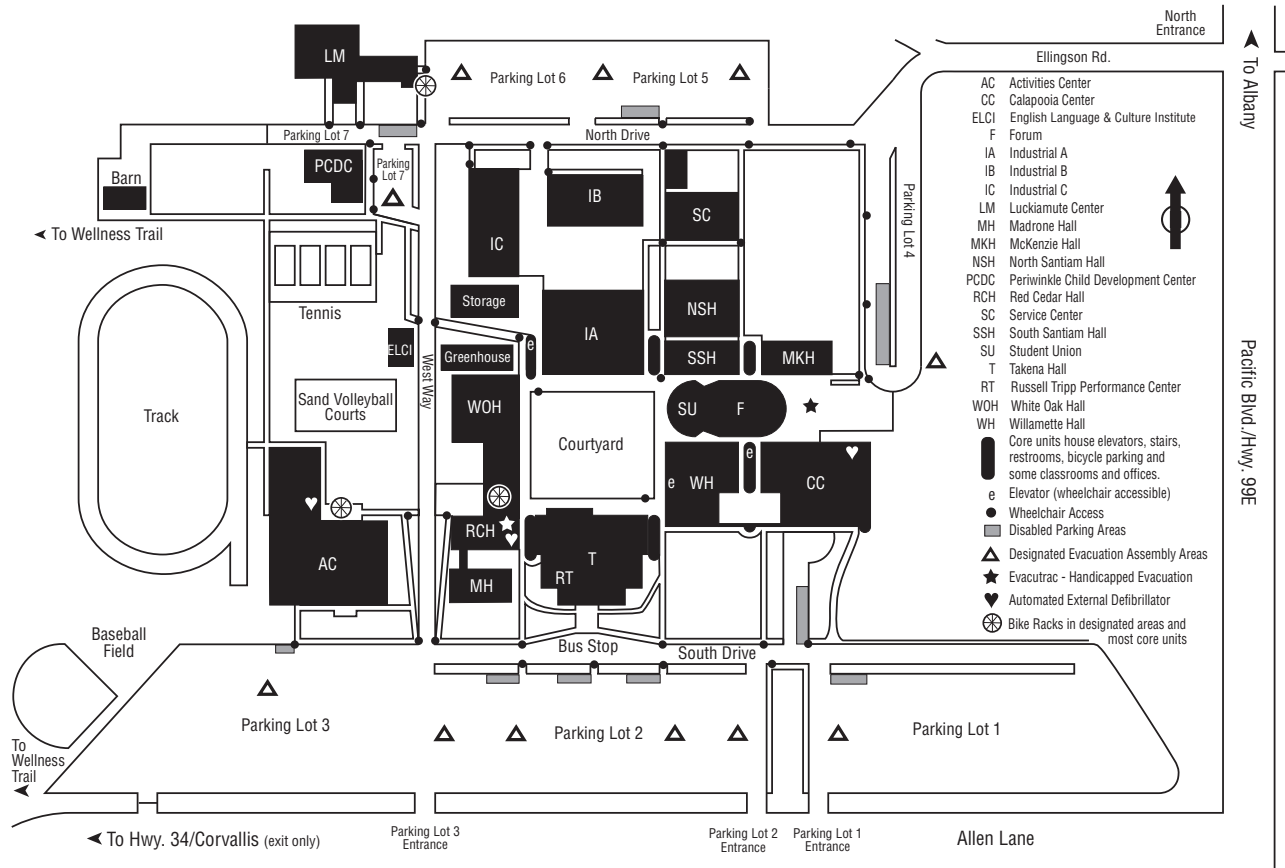 North
Entrance
Ellingson Rd.
To Albany
Pacific Blvd./Hwy. 99E
LM
Parking Lot 6
Parking Lot 5
Parking Lot 7
North Drive
PCDC
Parking
Lot 7
Barn
To Wellness Trail
IC
IB
SC
Parking Lot 4
Tennis
Storage
IA
NSH
ELCI
West Way
Greenhouse
e
SSH
MKH
Track
Sand Volleyball
Courts
WOH
Courtyard
SU
F
e
e
WH
CC
RCH
AC
MH
T
RT
Baseball
Field
Bus Stop
South Drive
Parking Lot 3
Parking Lot 2
Parking Lot 1
To
Wellness
Trail
To Hwy. 34/Corvallis (exit only)
Parking Lot 3
Entrance
Parking Lot 2
Entrance
Parking Lot 1
Entrance
Allen Lane
AC Activities Center
CC Calapooia Center
ELCI English Language & Culture Institute
F Forum
IA Industrial A
IB Industrial B
IC Industrial C
LM Luckiamute Center
MH Madrone Hall
MKH McKenzie Hall
NSH North Santiam Hall
PCDC Periwinkle Child Development Center
RCH Red Cedar Hall
SC Service Center
SSH South Santiam Hall
SU Student Union
T Takena Hall
RT Russell Tripp Performance Center
WOH White Oak Hall
WH Willamette Hall
Core units house elevators, stairs,
restrooms, bicycle parking and
some classrooms and offices.
e Elevator (wheelchair accessible)
Wheelchair Access
Disabled Parking Areas
Designated Evacuation Assembly Areas
Evacutrac - Handicapped Evacuation
Automated External Defibrillator
Bike Racks in designated areas and
most core units